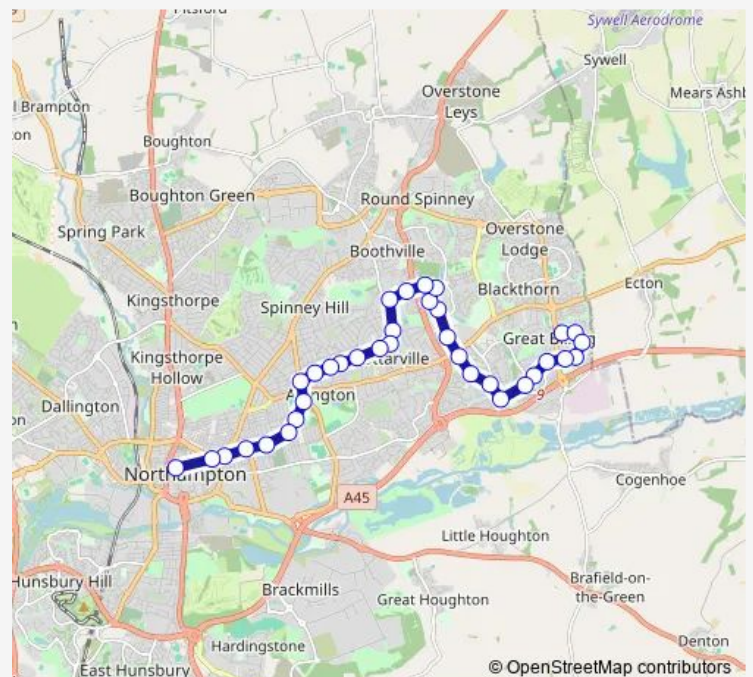 Sywell Aerodrome
Sywell
Overstone
Leys
Mears
Brampton
Boughton
Boughton Green
Round Spinney
Spring Park
Overstone
Lodge
Boothville
Blackthorn
Ecton
Kingsthorpe
Spinney Hill
Great
Kingsthorpe
Hollow
Dallington
9
Northampton
Cogenhoe
A45
Little Houghton
Hunsbury Hill
Brackmills
Great Houghton
Brafield-on-
the-Green
Hardingstone
Denton
East Hunsbury
© OpenStreetMap contributors